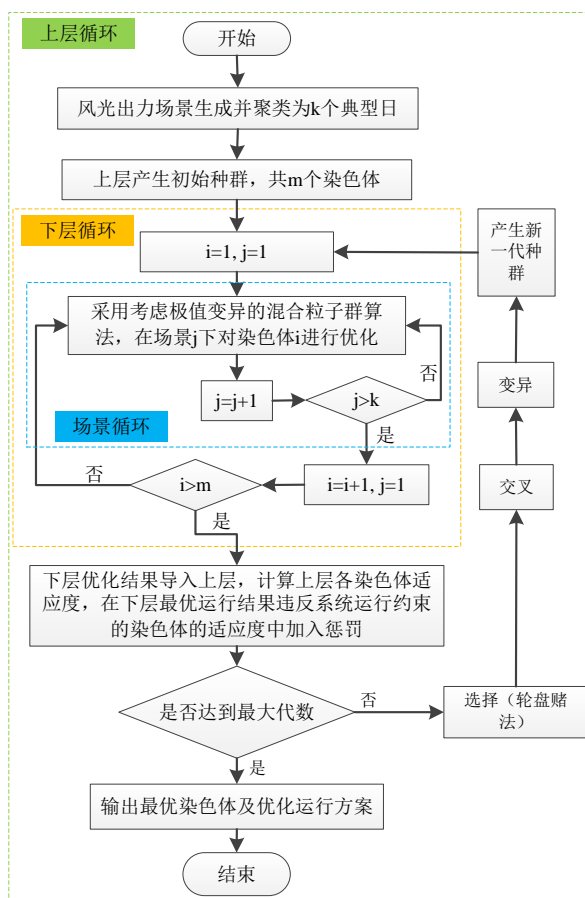 上层循环
开始
风光出力场景生成并聚类为k个典型日
上层产生初始种群，共m个染色体
下层循环
i=1, j=1
产生新
一代种
群
采用考虑极值变异的混合粒子群算
法，在场景j下对染色体i进行优化
否
变异
j=j+1
j>k
场景循环
是
否
i>m
i=i+1, j=1
交叉
是
下层优化结果导入上层，计算上层各染色体适
应度，在下层最优运行结果违反系统运行约束
的染色体的适应度中加入惩罚
是否达到最大代数
否
选择（轮盘赌
法）
是
输出最优染色体及优化运行方案
结束